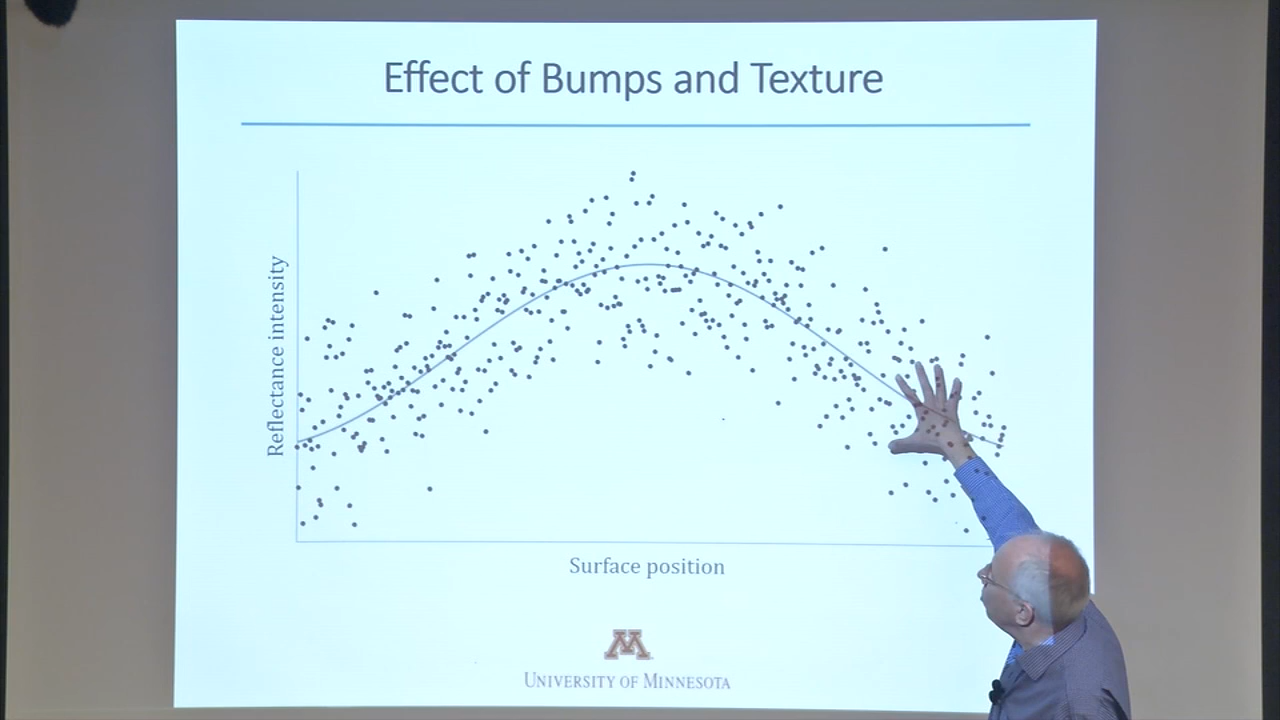 Effect of Bumps and Texture
Reflectance intensity
Surface position
M
UNIVERSITY OF MINNESOTA